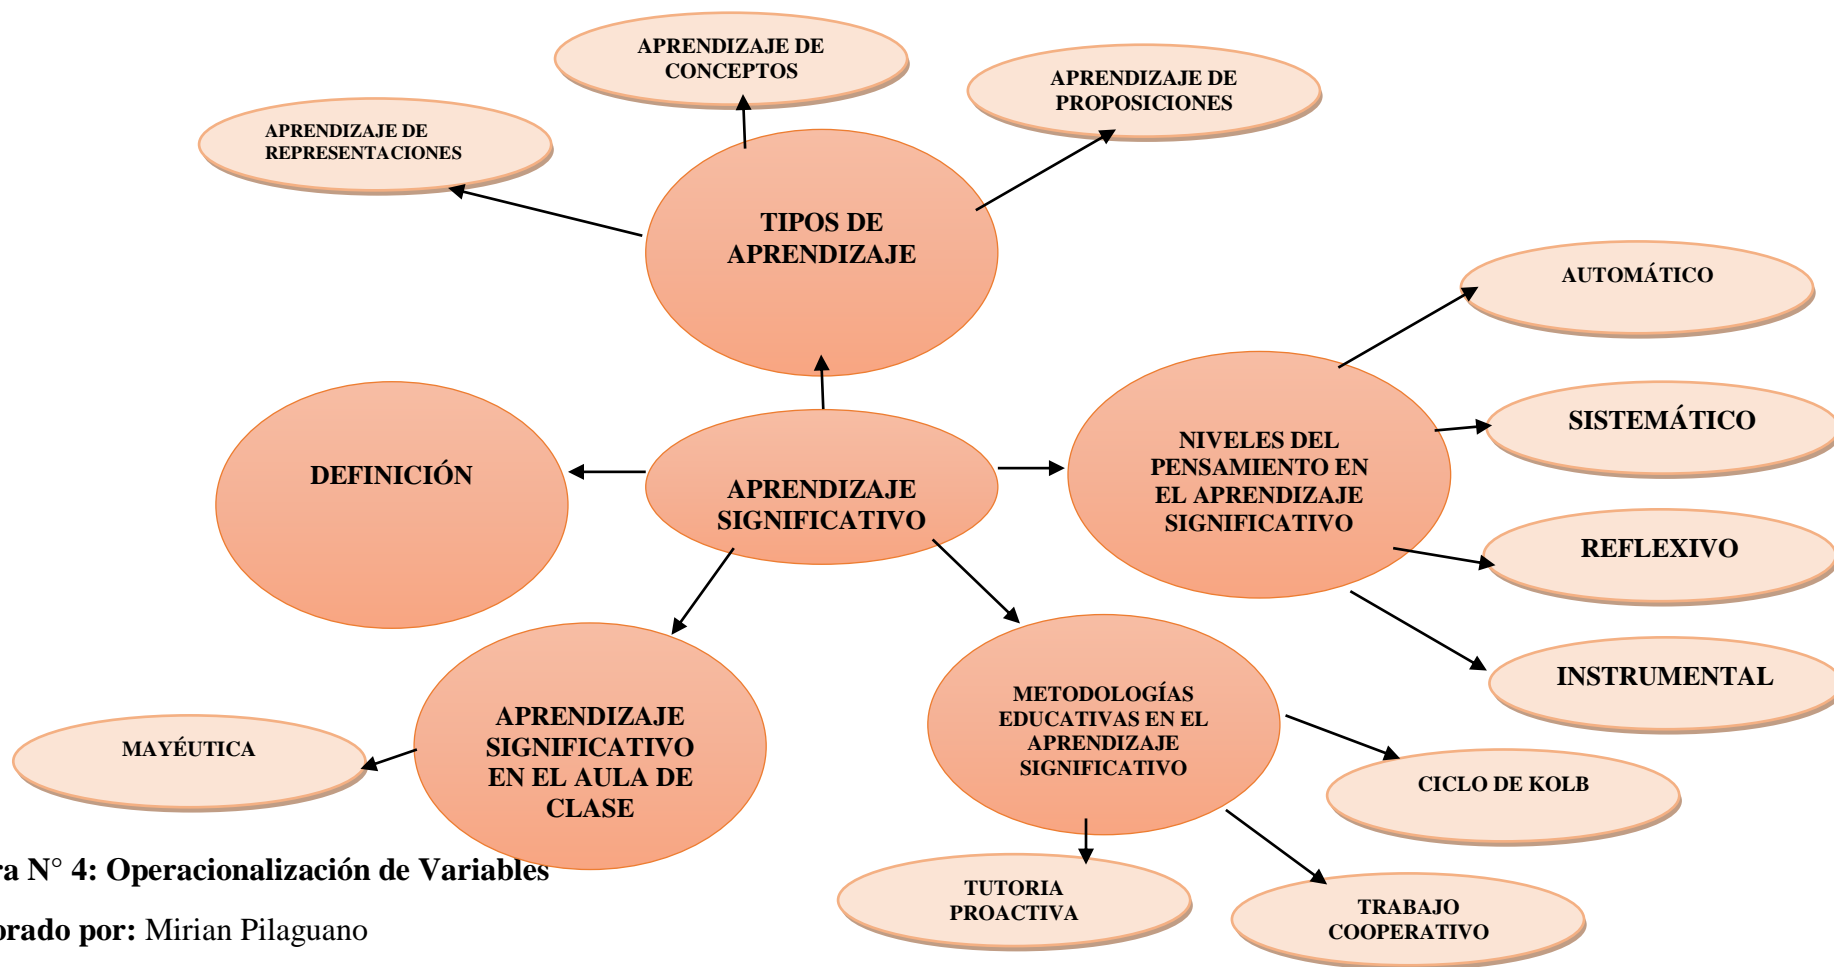 APRENDIZAJE DE
CONCEPTOS
APRENDIZAJE DE
PROPOSICIONES
APRENDIZAJE DE
REPRESENTACIONES
TIPOS DE
APRENDIZAJE
AUTOMÁTICO
SISTEMÁTICO
NIVELES DEL
PENSAMIENTO EN
EL APRENDIZAJE
SIGNIFICATIVO
DEFINICIÓN
APRENDIZAJE
SIGNIFICATIVO
REFLEXIVO
INSTRUMENTAL
METODOLOGÍAS
EDUCATIVAS EN EL
APRENDIZAJE
SIGNIFICATIVO
APRENDIZAJE
SIGNIFICATIVO
EN EL AULA DE
CLASE
MAYÉUTICA
CICLO DE KOLB
TUTORIA
PROACTIVA
TRABAJO
COOPERATIVO
ra N° 4: Operacionalización de Variables
orado por: Mirian Pilaguano